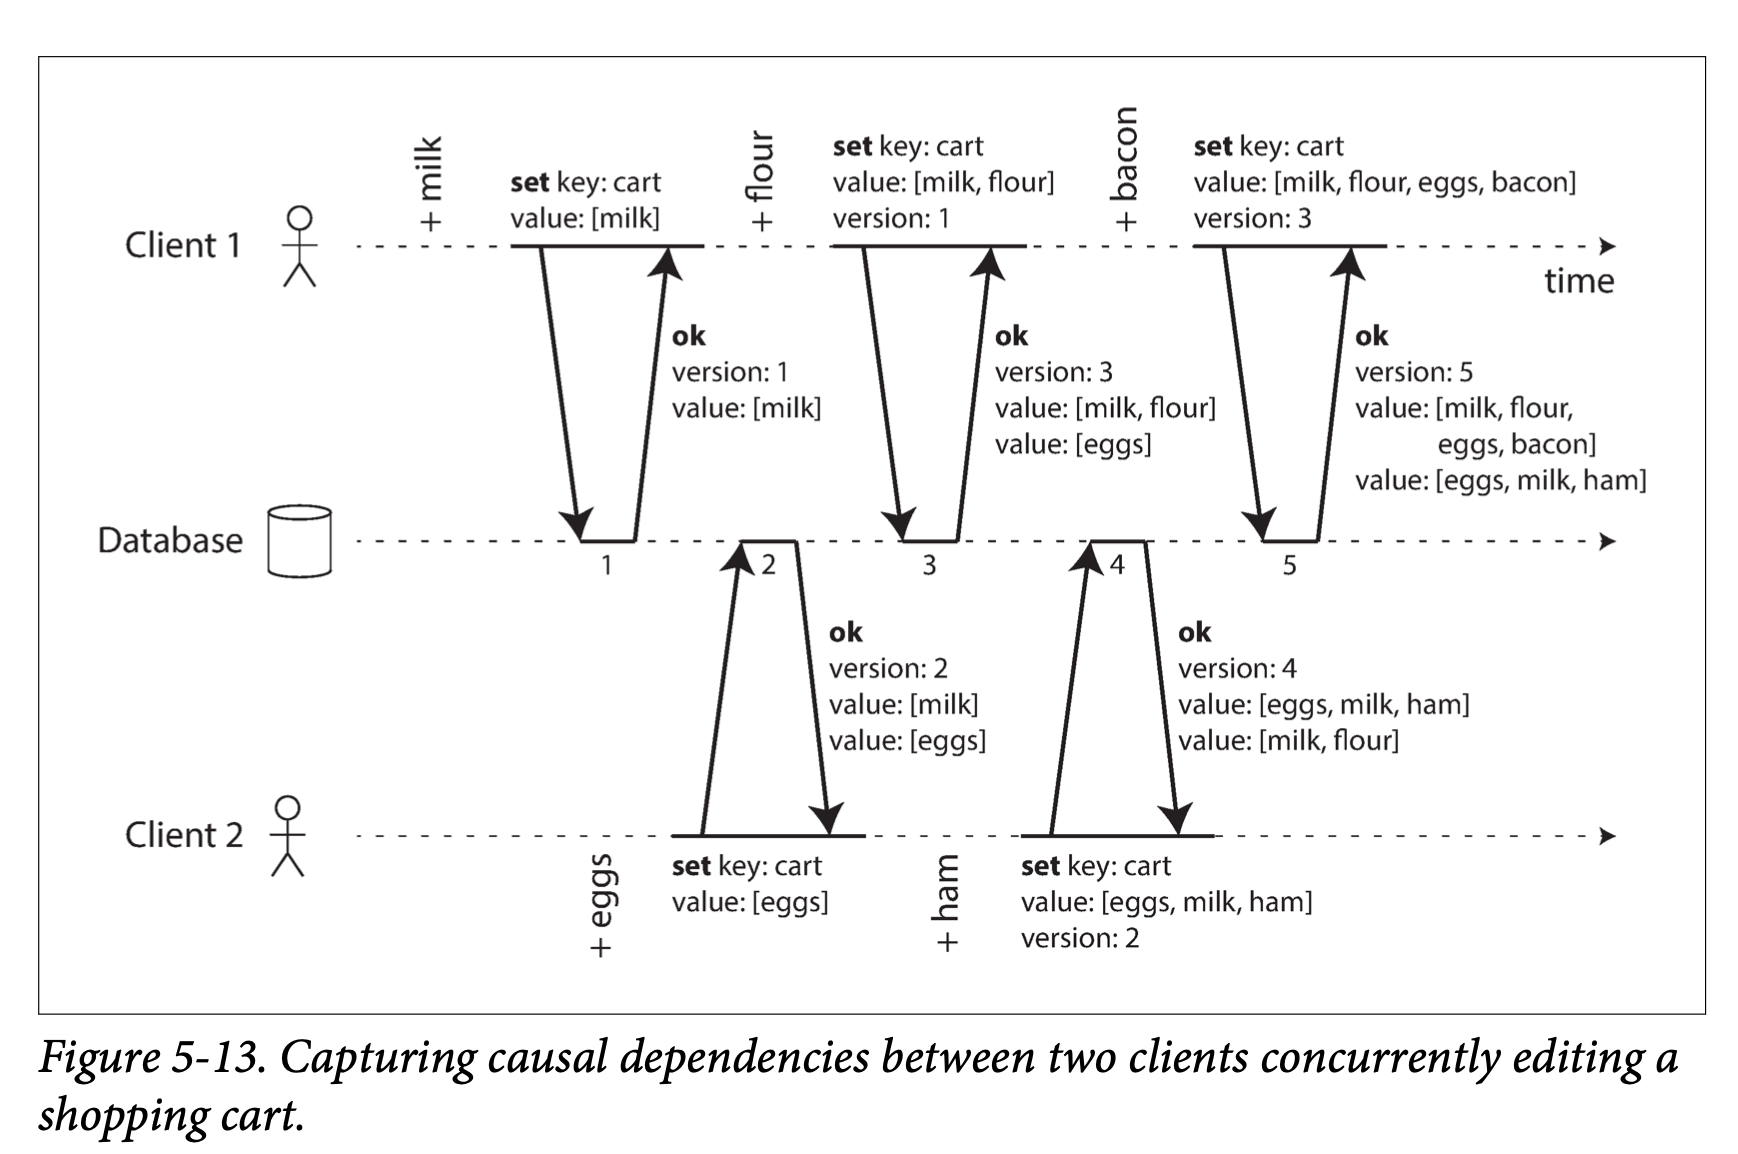 + milk
set key: cart
value: [milk]
+ flour
set key: cart
value: [milk, flour]
version: 1
+ bacon
set key: cart
value: [milk, flour, eggs, bacon]
version: 3
Client 1
time
ok
version: 1
value: [milk]
ok
version: 3
value: [milk, flour]
value: [eggs]
ok
version: 5
value: [milk, flour,
eggs, bacon]
value: [eggs, milk, ham]
Database
1
2
3
4
5
ok
version: 2
value: [milk]
value: [eggs]
ok
version: 4
value: [eggs, milk, ham]
value: [milk, flour]
Client 2
+ eggs
set key: cart
value: [eggs]
+ ham
set key: cart
value: [eggs, milk, ham]
version: 2
Figure 5-13. Capturing causal dependencies between two clients concurrently editing a
shopping cart.